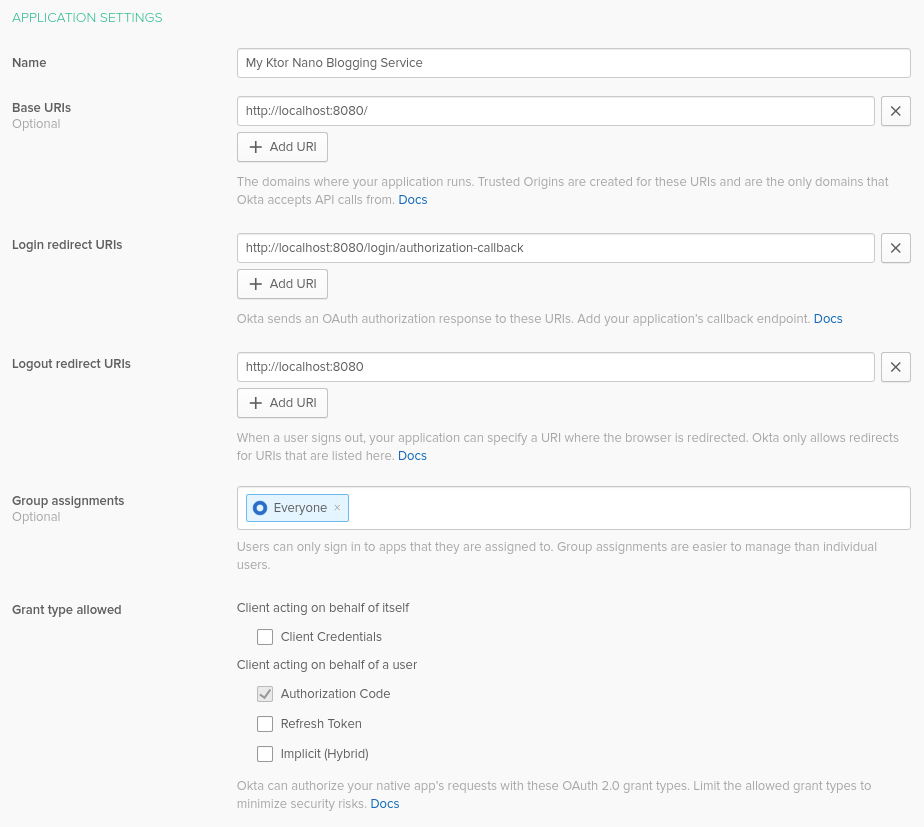 APPLICATION SETTINGS
Name
My Ktor Nano Blogging Service
Base URIs
Optional
http://localhost:8080/
Add URI
The domains where your application runs. Trusted Origins are created for these URIs and are the only domains that
Okta accepts API calls from. Docs
Login redirect URIs
http://localhost:8080/login/authorization-callback
Add URI
Okta sends an OAuth authorization response to these URIs. Add your application's callback endpoint. Docs
Logout redirect URIs
http://localhost:8080
Add URI
When a user signs out, your application can specify a URI where the browser is redirected. Okta only allows redirects
for URIs that are listed here. Docs
Group assignments
Optional
Everyone ×
Users can only sign in to apps that they are assigned to. Group assignments are easier to manage than individual
users.
Grant type allowed
Client acting on behalf of itself
Client Credentials
Client acting on behalf of a user
Authorization Code
Refresh Token
Implicit (Hybrid)
Okta can authorize your native app's requests with these OAuth 2.0 grant types. Limit the allowed grant types to
minimize security risks. Docs